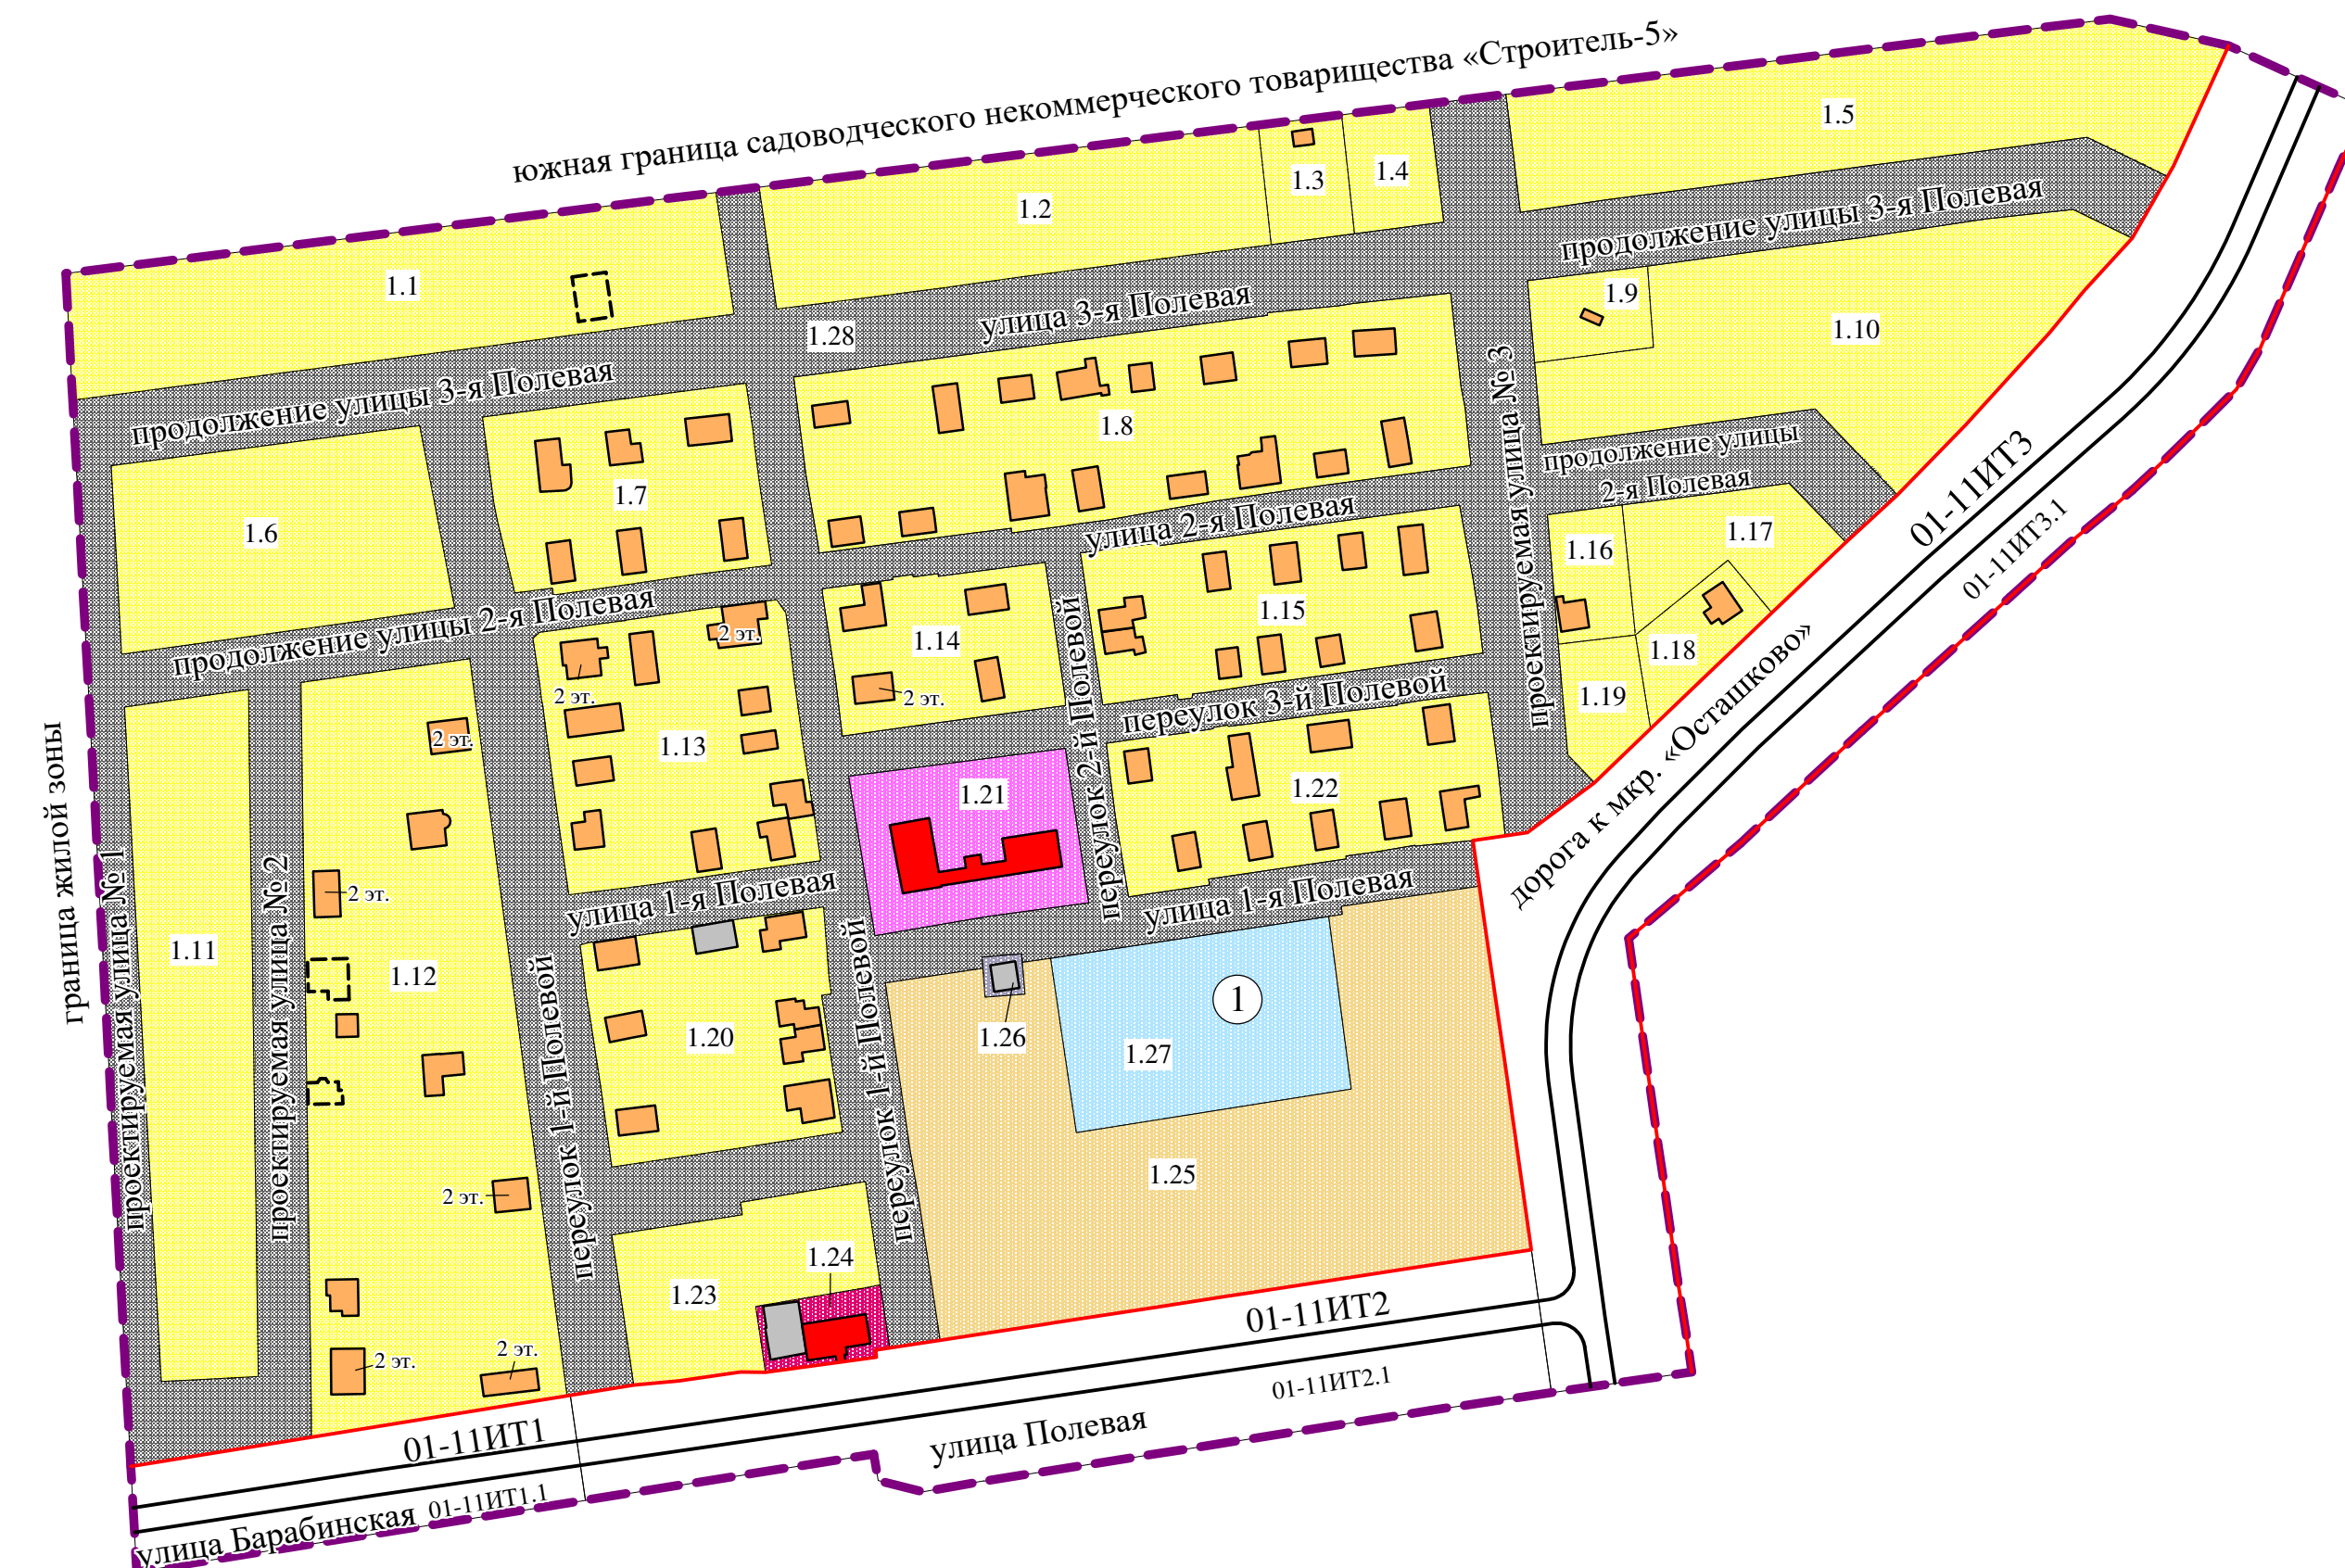 южная граница садоводческого некоммерческого товарищества «Строитель-5»
1.5
1.4
1.3
1.2
продолжение улицы 3-я Полевая
1.1
1.9
улица 3-я Полевая
1.28
1.10
продолжение улицы 3-я Полевая
1.8
продолжение улицы
2-я Полевая
1.7
1.6
улица 2-я Полевая
1.17
1.16
01-11ИТ3
01-11ИТ3.1
проектируемая улица №3
продолжение улицы 2-я Полевая
2 эт.
1.14
1.15
1.18
2 эт.
2 эт.
1.19
переулок 3-й Полевой
переулок 2-й Полевой
2 эт.
1.13
1.21
1.22
дорога к мкр. «Осташково»
граница жилой зоны
проектируемая улица №1
проектируемая улица №2
2 эт.
улица 1-я Полевая
улица 1-я Полевая
1.11
1.12
1
1.20
1.26
1.27
переулок 1-й Полевой
переулок 1-й Полевой
1.25
2 эт.
1.24
1.23
01-11ИТ2
2 эт.
2 эт.
01-11ИТ2.1
01-11ИТ1
улица Полевая
01-11ИТ1.1
улица Барабинская